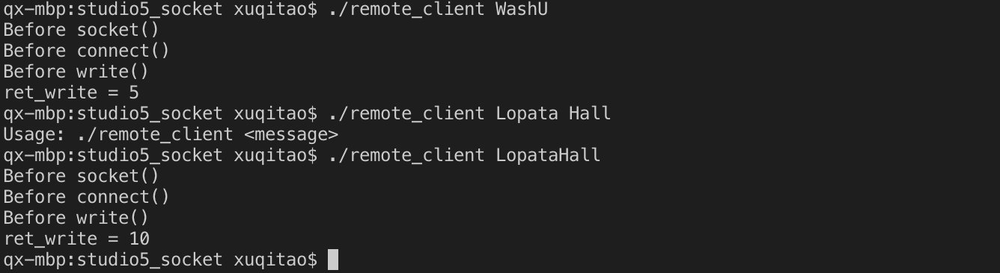 qx-mbp:studio5_socket xuqitao$ ./remote_client WashU
Before socket()
Before connect()
Before write()
ret_write = 5
qx-mbp:studio5_socket xuqitao$ ./remote_client Lopata Hall
Usage: ./remote_client <message>
qx-mbp:studio5_socket xuqitao$ ./remote_client LopataHall
Before socket()
Before connect()
Before write()
ret_write = 10
qx-mbp:studio5_socket xuqitao$